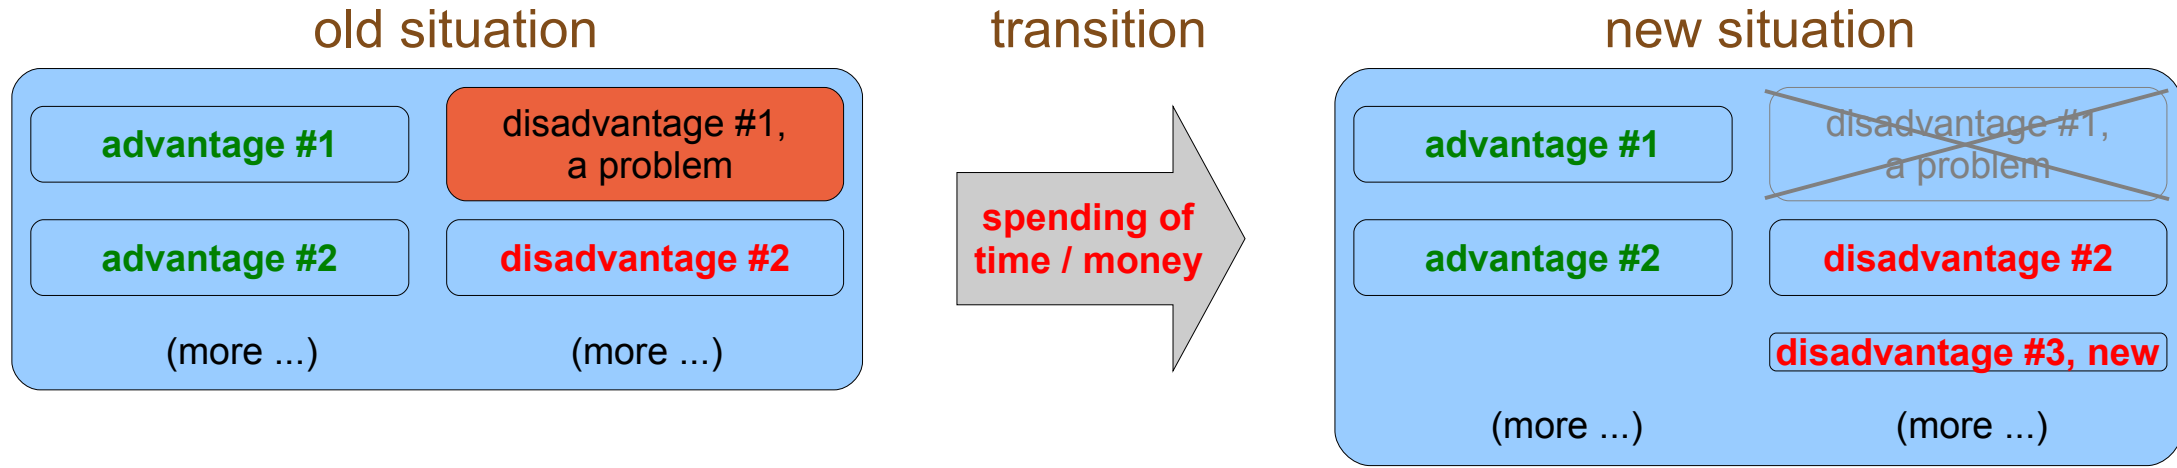 old situation
transition
new situation
advantage #1
disadvantage #1,
a problem
advantage #2
disadvantage #2
(more ...)
(more ...)
spending of
time / money
advantage #1
disadvantage #1,
a problem
advantage #2
disadvantage #2
disadvantage #3, new
(more ...)
(more ...)